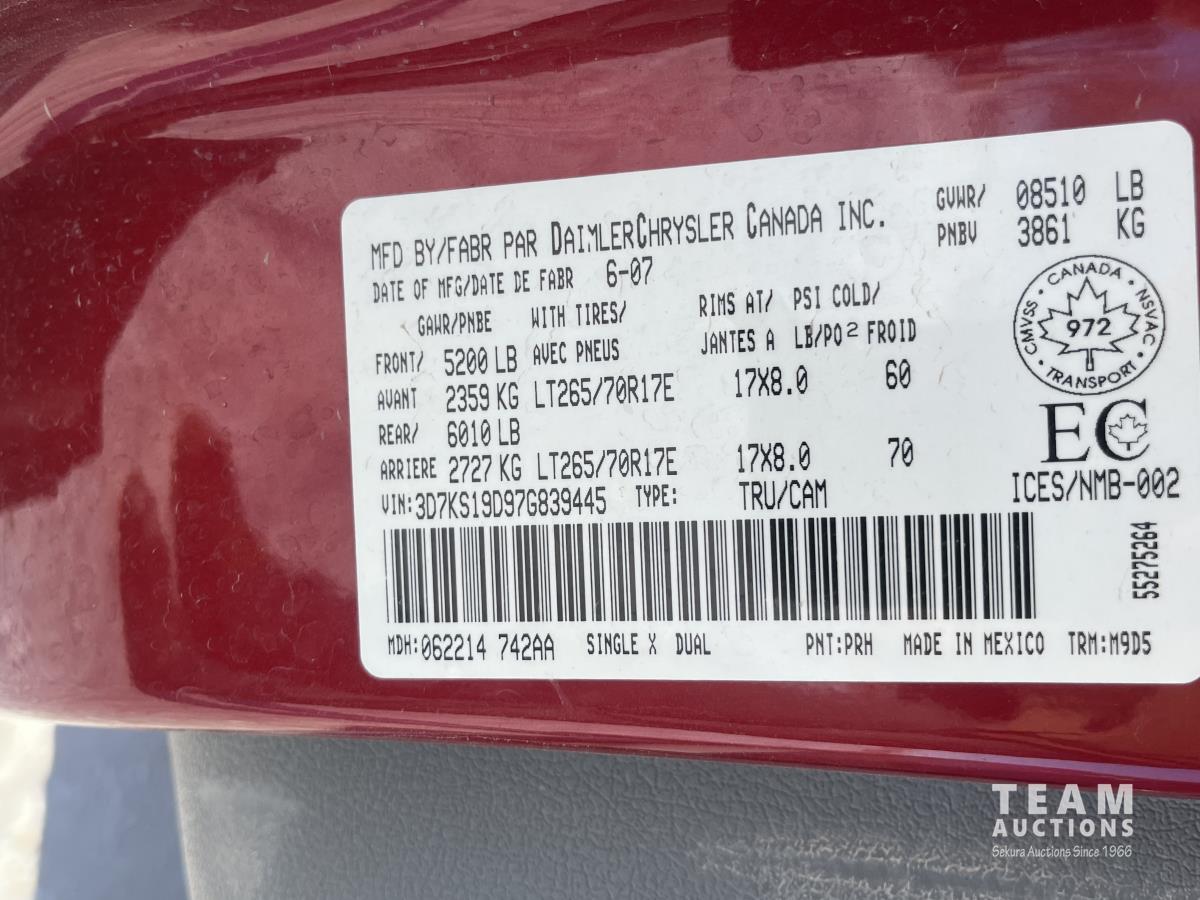 MFD BY/FABR PAR DAIMLERCHRYSLER CANADA INC.
GVWR/ 08510 LB
PNBV 3861 KG
DATE OF MFG/DATE DE FABR 6-07
GAWR/PNBE WITH TIRES/ RIMS AT/ PSI COLD/
FRONT/ 5200 LB AVEC PNEUS JANTES A LB/PO² FROID
AVANT 2359 KG LT265/70R17E 17X8.0 60
REAR/ 6010 LB
ARRIERE 2727 KG LT265/70R17E 17X8.0 70
VIN:3D7KS19D97G839445 TYPE: TRU/CAM
CANADA · NSVAC · TRANSPORT · CMVSS ·
972
EC
ICES/NMB-002
55275264
MDH:062214 742AA SINGLE X DUAL PNT:PRH MADE IN MEXICO TRM:M9D5
TEAM
AUCTIONS
Sekura Auctions Since 1966